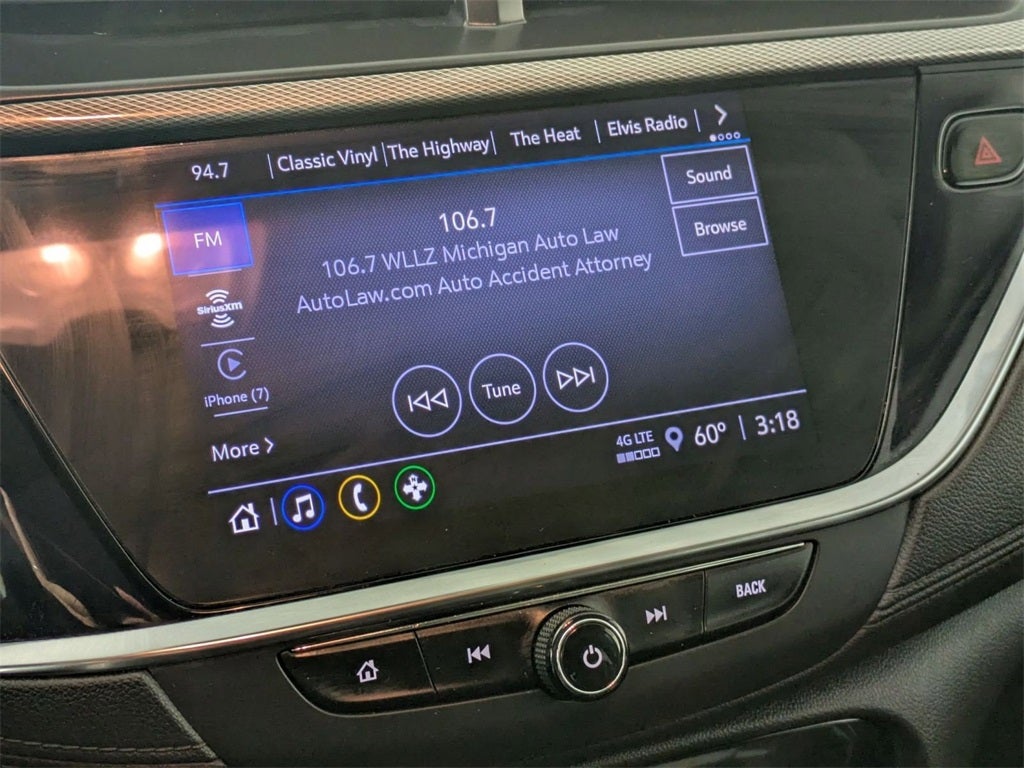 94.7 | Classic Vinyl | The Highway | The Heat | Elvis Radio |
FM
106.7
106.7 WLLZ Michigan Auto Law
AutoLaw.com Auto Accident Attorney
Sound
Browse
SiriusXM
iPhone (7)
More
Tune
4G LTE
60° | 3:18
BACK